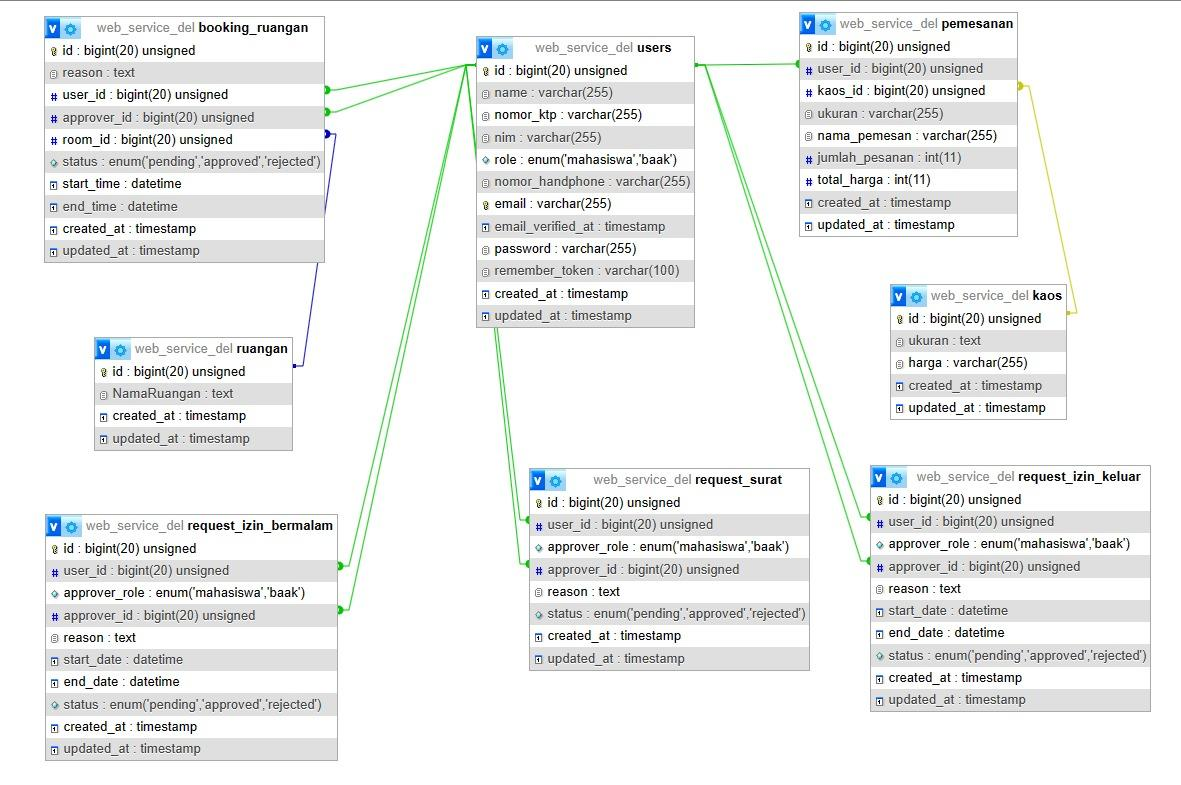 web_service_del booking_ruangan
id : bigint(20) unsigned
reason : text
user_id : bigint(20) unsigned
approver_id : bigint(20) unsigned
room_id : bigint(20) unsigned
status : enum('pending','approved','rejected')
start_time : datetime
end_time : datetime
created_at : timestamp
updated_at : timestamp
web_service_del users
id : bigint(20) unsigned
name : varchar(255)
nomor_ktp : varchar(255)
nim : varchar(255)
role : enum('mahasiswa','baak')
nomor_handphone : varchar(255)
email : varchar(255)
email_verified_at : timestamp
password : varchar(255)
remember_token : varchar(100)
created_at : timestamp
updated_at : timestamp
web_service_del pemesanan
id : bigint(20) unsigned
user_id : bigint(20) unsigned
kaos_id : bigint(20) unsigned
ukuran : varchar(255)
nama_pemesan : varchar(255)
jumlah_pesanan : int(11)
total_harga : int(11)
created_at : timestamp
updated_at : timestamp
web_service_del kaos
id : bigint(20) unsigned
ukuran : text
harga : varchar(255)
created_at : timestamp
updated_at : timestamp
web_service_del ruangan
id : bigint(20) unsigned
NamaRuangan : text
created_at : timestamp
updated_at : timestamp
web_service_del request_izin_bermalam
id : bigint(20) unsigned
user_id : bigint(20) unsigned
approver_role : enum('mahasiswa','baak')
approver_id : bigint(20) unsigned
reason : text
start_date : datetime
end_date : datetime
status : enum('pending','approved','rejected')
created_at : timestamp
updated_at : timestamp
web_service_del request_surat
id : bigint(20) unsigned
user_id : bigint(20) unsigned
approver_role : enum('mahasiswa','baak')
approver_id : bigint(20) unsigned
reason : text
status : enum('pending','approved','rejected')
created_at : timestamp
updated_at : timestamp
web_service_del request_izin_keluar
id : bigint(20) unsigned
user_id : bigint(20) unsigned
approver_role : enum('mahasiswa','baak')
approver_id : bigint(20) unsigned
reason : text
start_date : datetime
end_date : datetime
status : enum('pending','approved','rejected')
created_at : timestamp
updated_at : timestamp